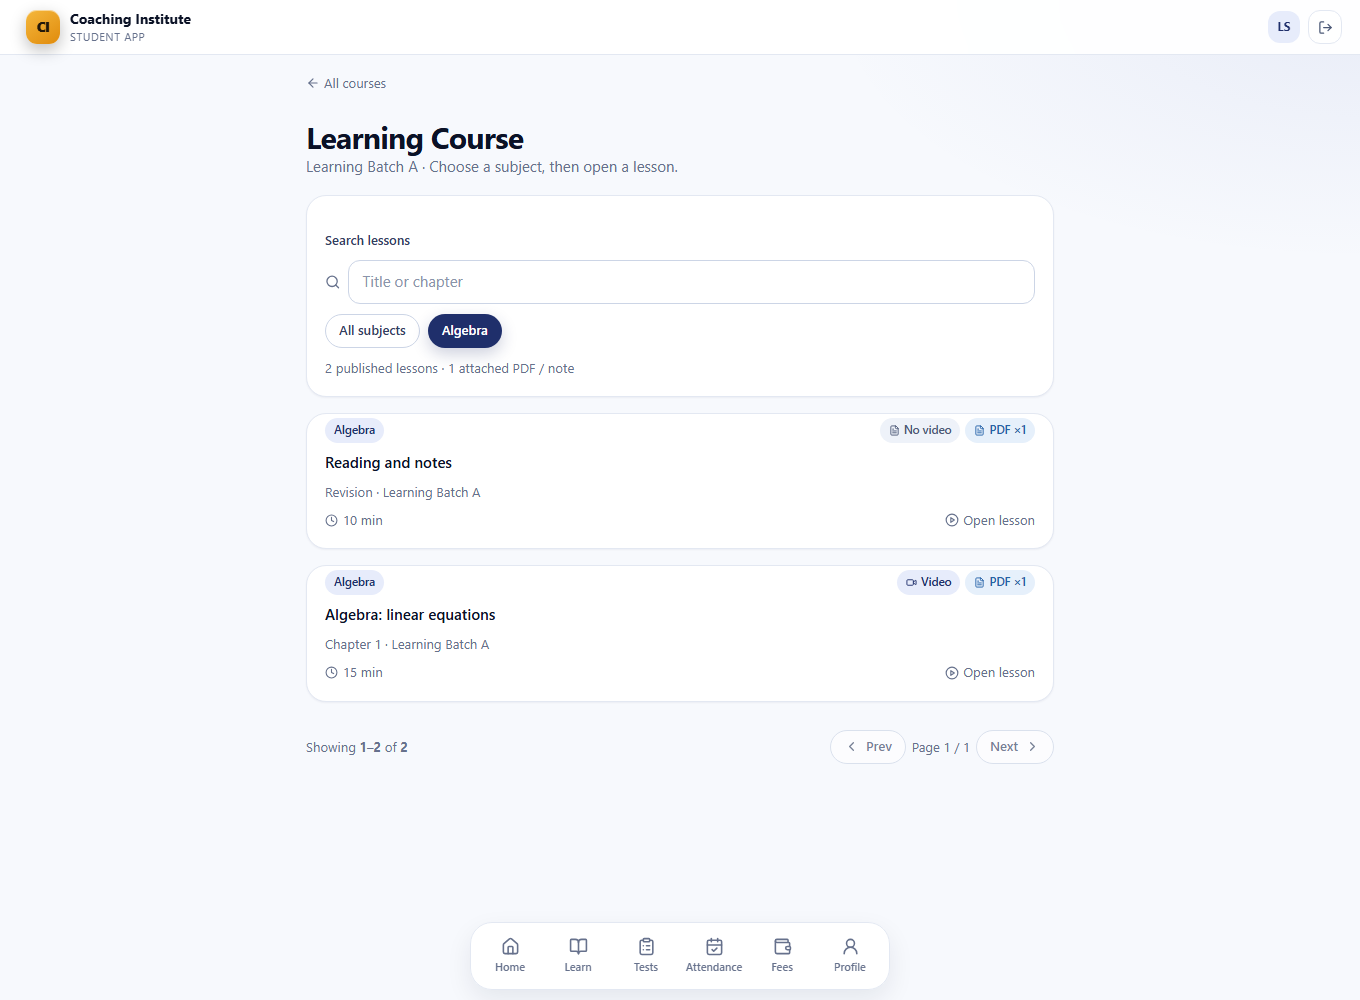 CI
Coaching Institute
STUDENT APP
LS
All courses
Learning Course
Learning Batch A · Choose a subject, then open a lesson.
Search lessons
Title or chapter
All subjects
Algebra
2 published lessons · 1 attached PDF / note
Algebra
No video
PDF ×1
Reading and notes
Revision · Learning Batch A
10 min
Open lesson
Algebra
Video
PDF ×1
Algebra: linear equations
Chapter 1 · Learning Batch A
15 min
Open lesson
Showing 1–2 of 2
Prev
Page 1 / 1
Next
Home
Learn
Tests
Attendance
Fees
Profile